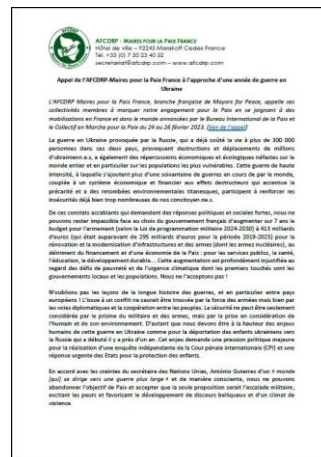 AFCDRP – MAIRES POUR LA PAIX FRANCE
Hôtel de ville – 92243 Malakoff Cedex France
Tél. +33 (0) 7 50 23 44 02
secretariat@afcdrp.com – www.afcdrp.com
Appel de l'AFCDRP-Maires pour la Paix France à l'approche d'une année de guerre en
Ukraine
L'AFCDRP Maires pour la Paix France, branche française de Mayors for Peace, appelle ses
collectivités membres à marquer notre engagement pour la Paix en se joignant à des
mobilisations en France et dans le monde annoncées par le Bureau International de la Paix et
le Collectif en Marche pour la Paix du 24 au 26 février 2023. (lien de l'appel)
La guerre en Ukraine provoquée par la Russie, qui a déjà coûté la vie à plus de 300 000
personnes dans ces deux pays, provoquant destructions et déplacements de millions
d'ukrainien.n.s, a également des répercussions économiques et écologiques néfastes sur le
monde entier et en particulier sur les populations les plus vulnérables. Cette guerre de haute
intensité, à laquelle s'ajoutent plus d'une soixantaine de guerres en cours de par le monde,
couplée à un système économique et financier aux effets destructeurs qui accentue la
précarité et a des retombées environnementales titanesques, participent à renforcer les
insécurités déjà bien trop nombreuses de nos concitoyen.ne.s.
De ces constats accablants qui demandent des réponses politiques et sociales fortes, nous ne
pouvons rester impassible face au choix du gouvernement français d'augmenter sur 7 ans le
budget pour l'armement (selon la Loi de programmation militaire 2024-2030) à 413 milliards
d'euros (qui était auparavant de 295 milliards d'euros pour la période 2019-2025) pour la
rénovation et la modernisation d'infrastructures et des armes (dont les armes nucléaires), au
détriment du financement et d'une économie de la Paix : pour les services publics, la santé,
l'éducation, le développement durable... Cette augmentation est profondément injustifiée au
regard des défis de pauvreté et de l'urgence climatique dont les premiers touchés sont les
gouvernements locaux et les populations. Nous ne l'acceptons pas !
N'oublions pas les leçons de la longue histoire des guerres, et en particulier entre pays
européens ! L'issue à un conflit ne saurait être trouvée par la force des armées mais bien par
les voies diplomatiques et la coopération entre les peuples. La sécurité ne peut être seulement
considérée par le prisme du militaire et des armes, mais par la prise en considération de
l'humain et de son environnement. D'autant que nous devons être à la hauteur des enjeux
humains de cette guerre en Ukraine comme pour la déportation des enfants ukrainiens vers
la Russie qui a débuté il y a près d'un an. Cet enjeu demande une pression politique majeure
pour la réalisation d'une enquête indépendante de la Cour pénale internationale (CPI) et une
réponse urgente des Etats pour la protection des enfants.
En accord avec les craintes du secrétaire des Nations Unies, António Guterres d'un « monde
[qui] se dirige vers une guerre plus large » et de manière consciente, nous ne pouvons
abandonner l'objectif de Paix et accepter que la seule proposition serait l'escalade militaire,
excitant les peurs et favorisant le développement de discours belliqueux et d'un climat de
violence.